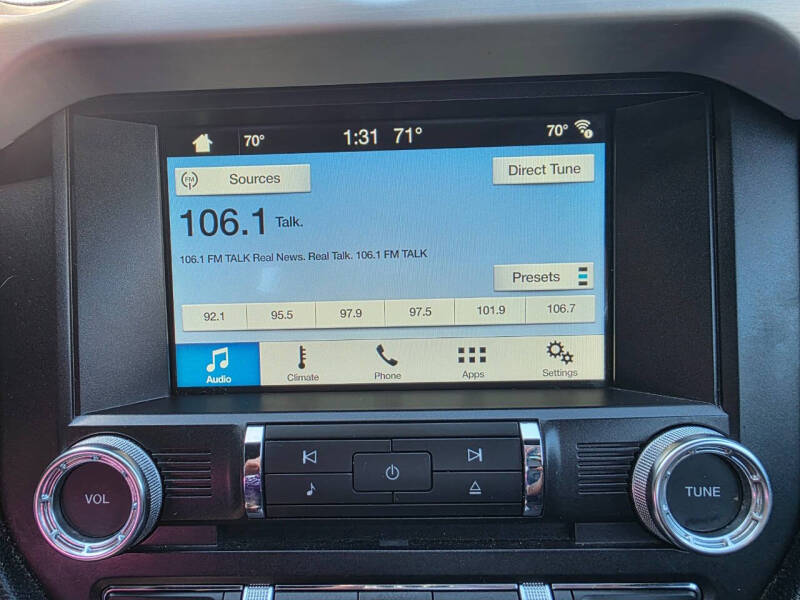 70° 1:31 71° 70°
FM Sources Direct Tune
106.1 Talk.
106.1 FM TALK Real News. Real Talk. 106.1 FM TALK
Presets
92.1 95.5 97.9 97.5 101.9 106.7
Audio Climate Phone Apps Settings
VOL TUNE